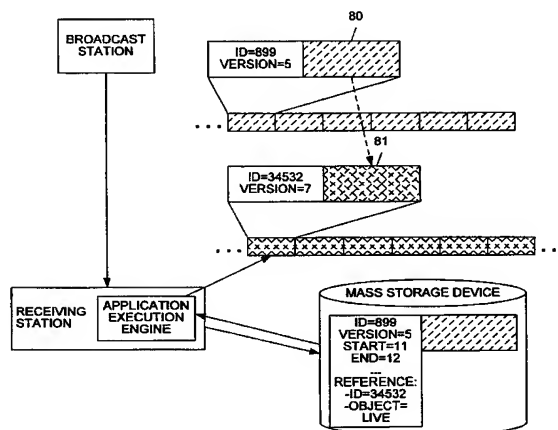 BROADCAST
STATION
80
ID=899
VERSION=5
...
81
ID=34532
VERSION=7
... ...
RECEIVING
STATION
APPLICATION
EXECUTION
ENGINE
MASS STORAGE DEVICE
ID=899
VERSION=5
START=11
END=12
...
REFERENCE:
-ID=34532
-OBJECT=
LIVE